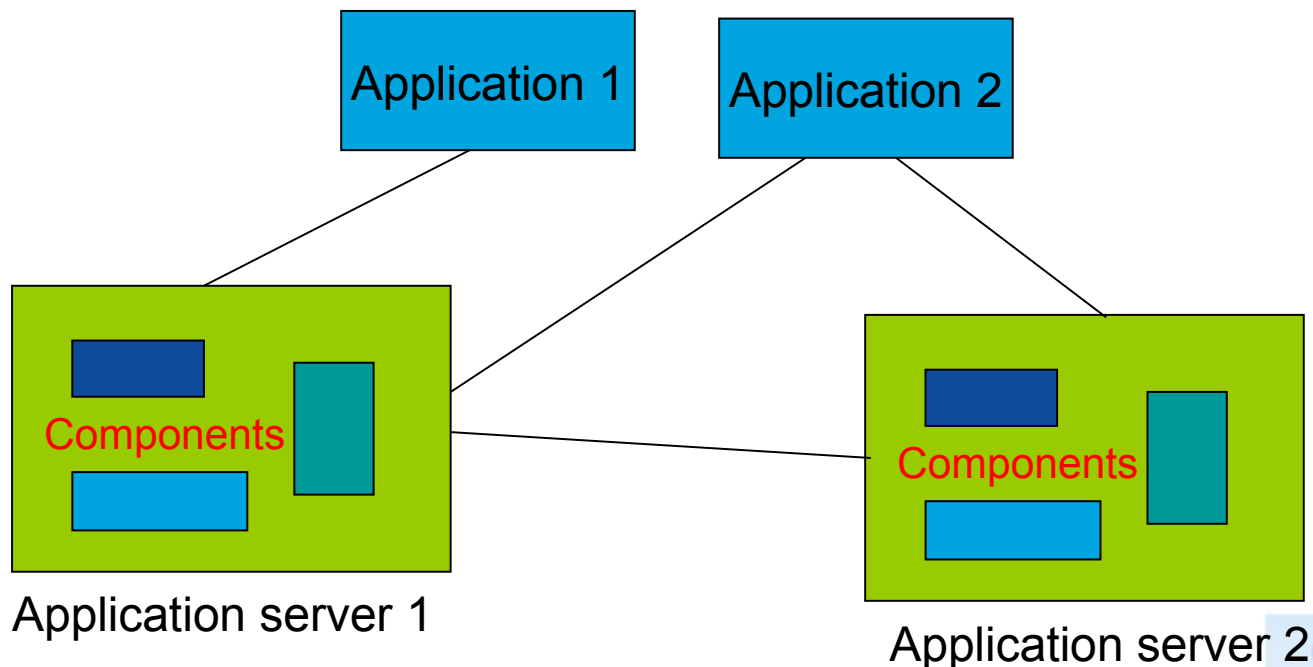 Application 1
Application 2
Components
Components
Application server 1
Application server 2